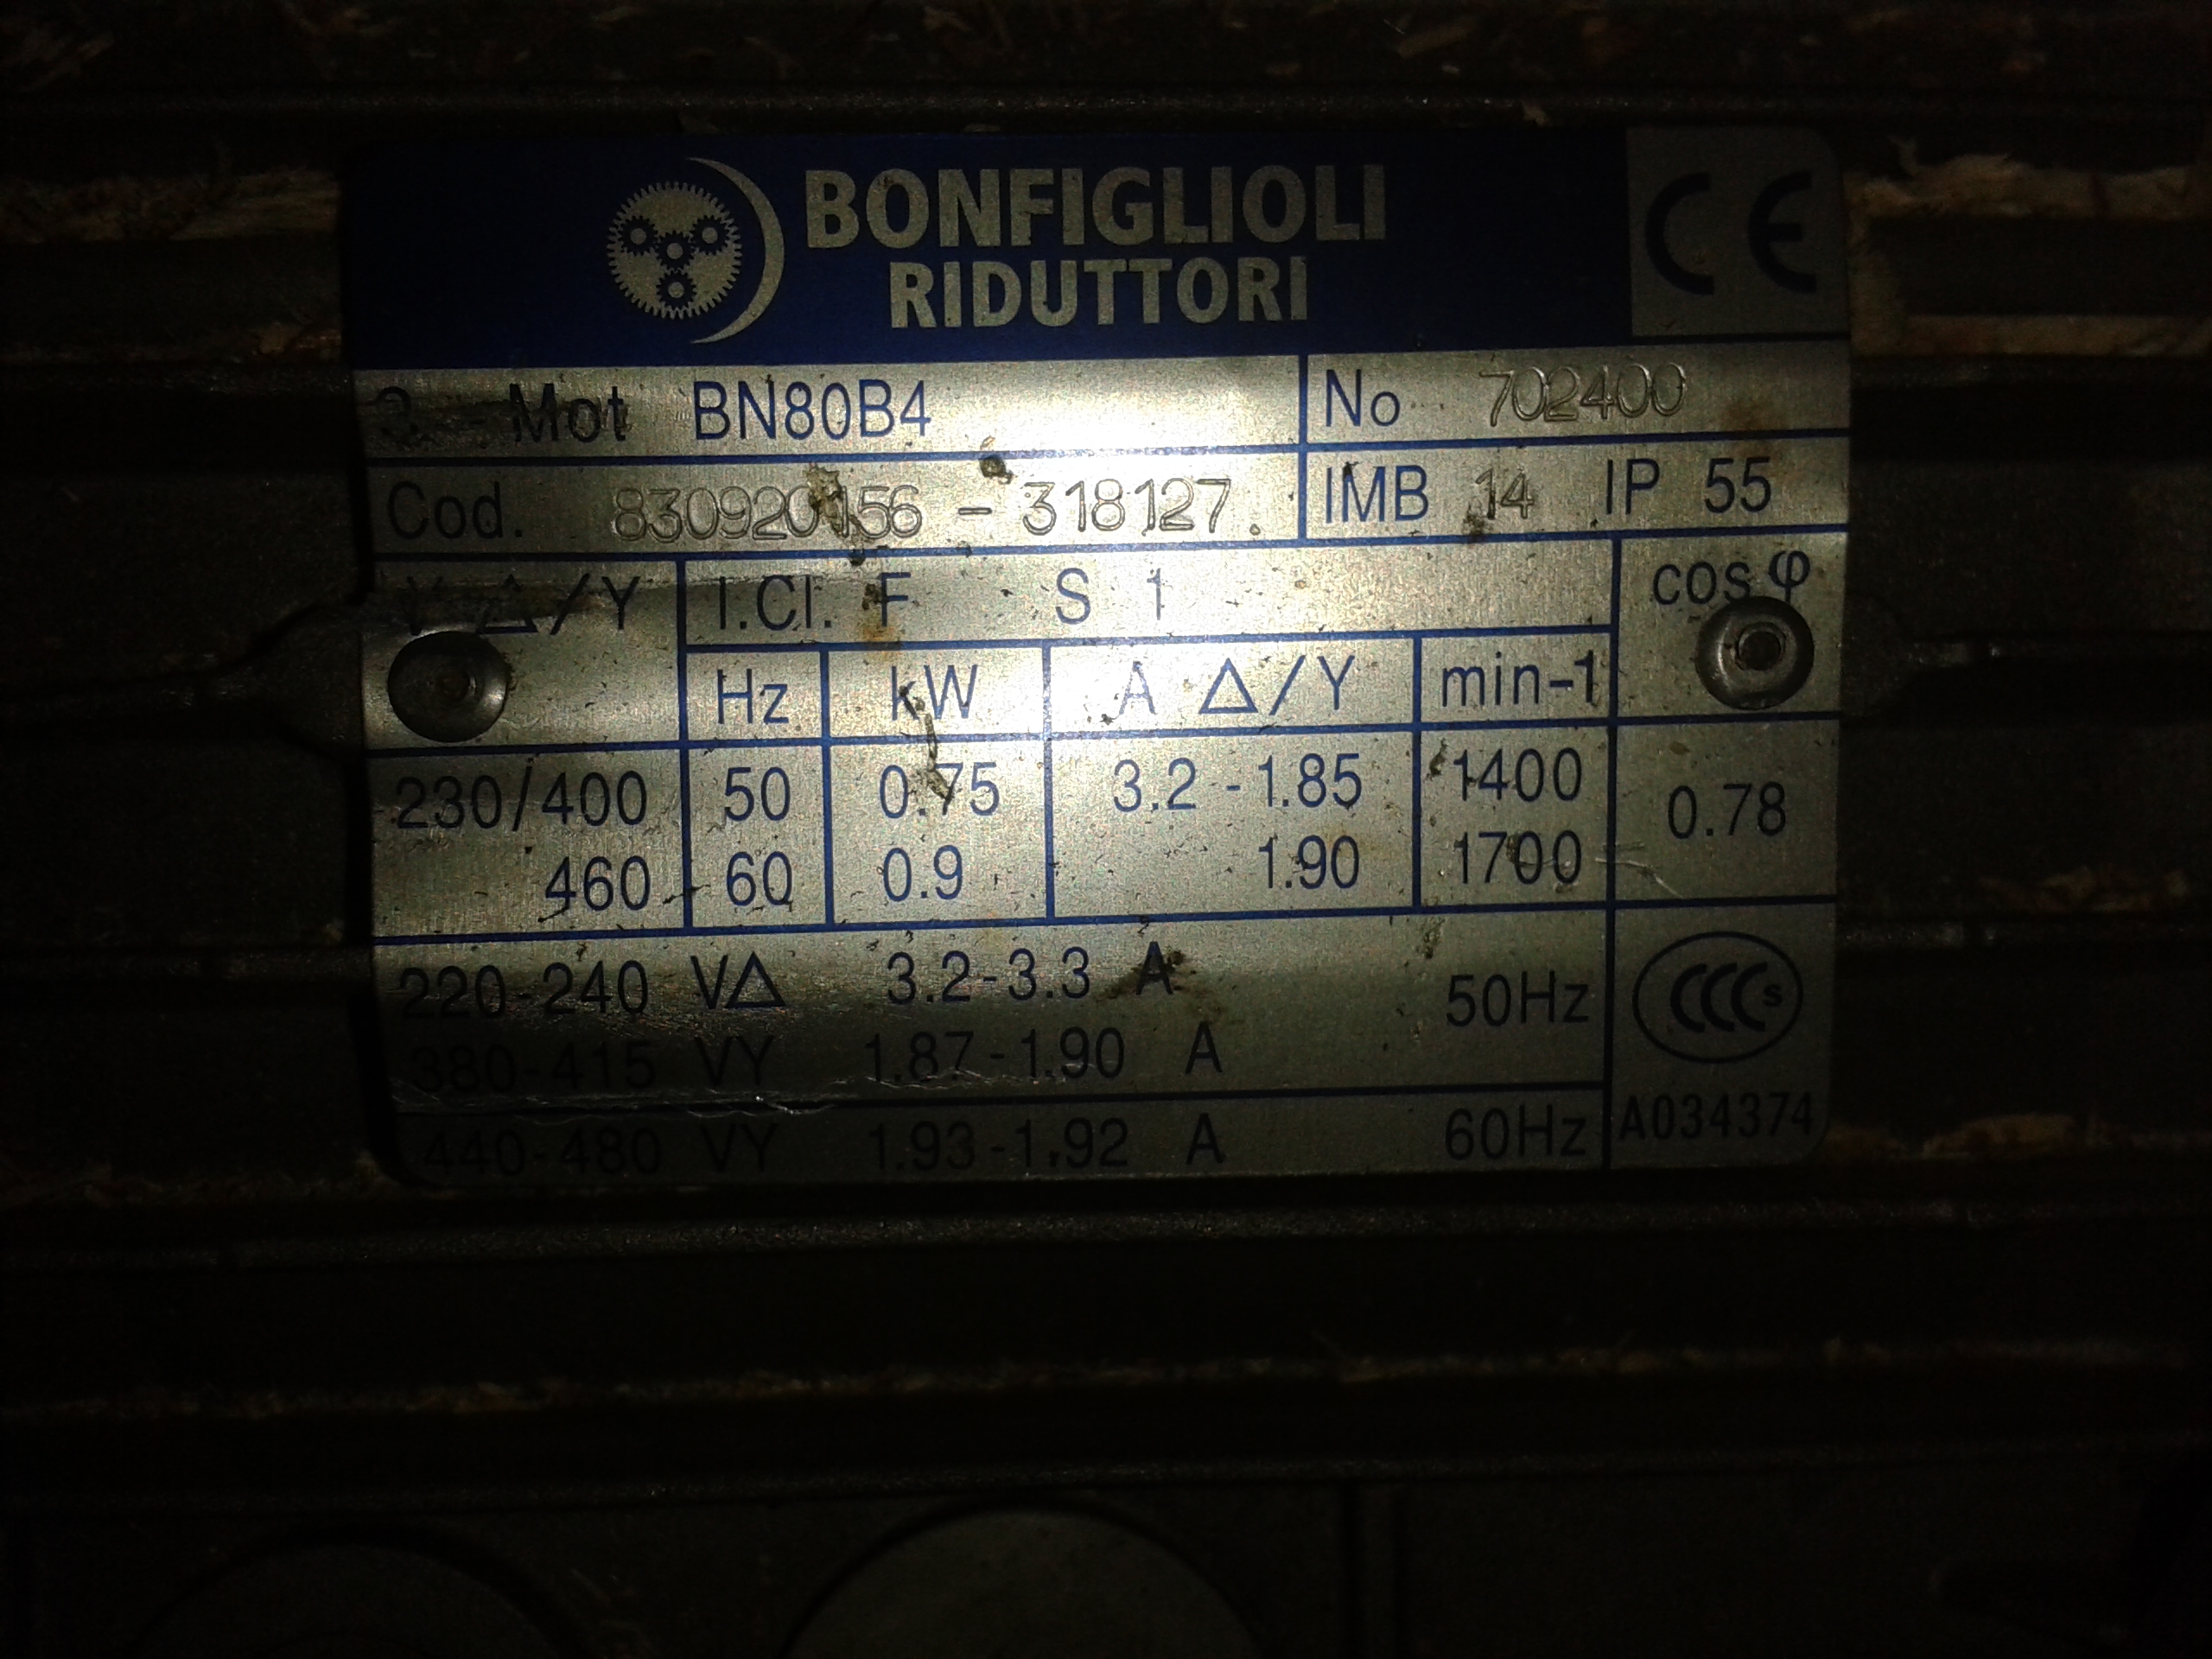 BONFIGLIOLI
RIDUTTORI
CE
3 ~ Mot BN80B4 No 702400
Cod. 830920156 - 318127. IMB 14 IP 55
V Δ/Y I.Cl. F S 1 cos φ
Hz kW A Δ/Y min-1
230/400 50 0.75 3.2 - 1.85 1400 0.78
460 60 0.9 1.90 1700
220-240 VΔ 3.2-3.3 A 50Hz
380-415 VY 1.87-1.90 A
CCC S
440-480 VY 1.93-1.92 A 60Hz
A034374